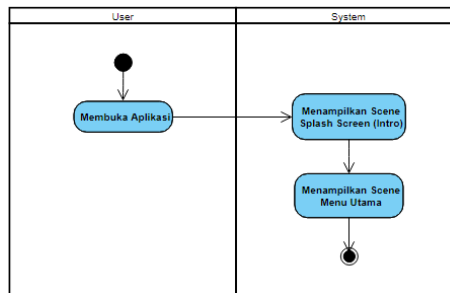 User
System
Membuka Aplikasi
Menampilkan Scene
Splash Screen (Intro)
Menampilkan Scene
Menu Utama